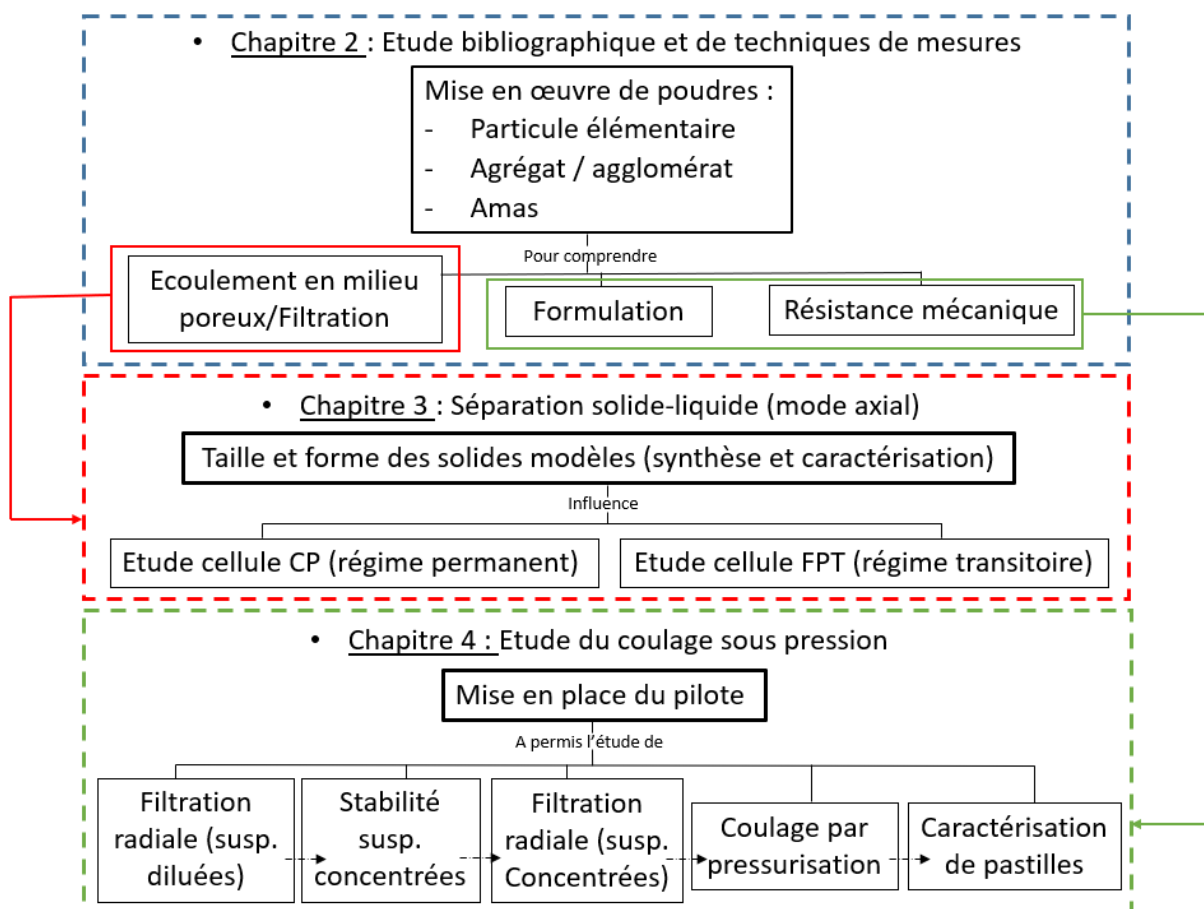 • Chapitre 2 : Etude bibliographique et de techniques de mesures
Mise en œuvre de poudres :
- Particule élémentaire
- Agrégat / agglomérat
- Amas
Pour comprendre
Ecoulement en milieu
poreux/Filtration
Formulation
Résistance mécanique
• Chapitre 3 : Séparation solide-liquide (mode axial)
Taille et forme des solides modèles (synthèse et caractérisation)
Influence
Etude cellule CP (régime permanent)
Etude cellule FPT (régime transitoire)
• Chapitre 4 : Etude du coulage sous pression
Mise en place du pilote
A permis l'étude de
Filtration
radiale (susp.
diluées)
Stabilité
susp.
concentrées
Filtration
radiale (susp.
Concentrées)
Coulage par
pressurisation
Caractérisation
de pastilles